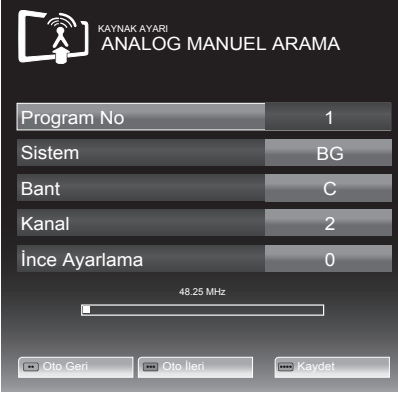 KAYNAK AYARI
ANALOG MANUEL ARAMA
Program No 1
Sistem BG
Bant C
Kanal 2
İnce Ayarlama 0
48.25 MHz
Oto Geri Oto İleri Kaydet